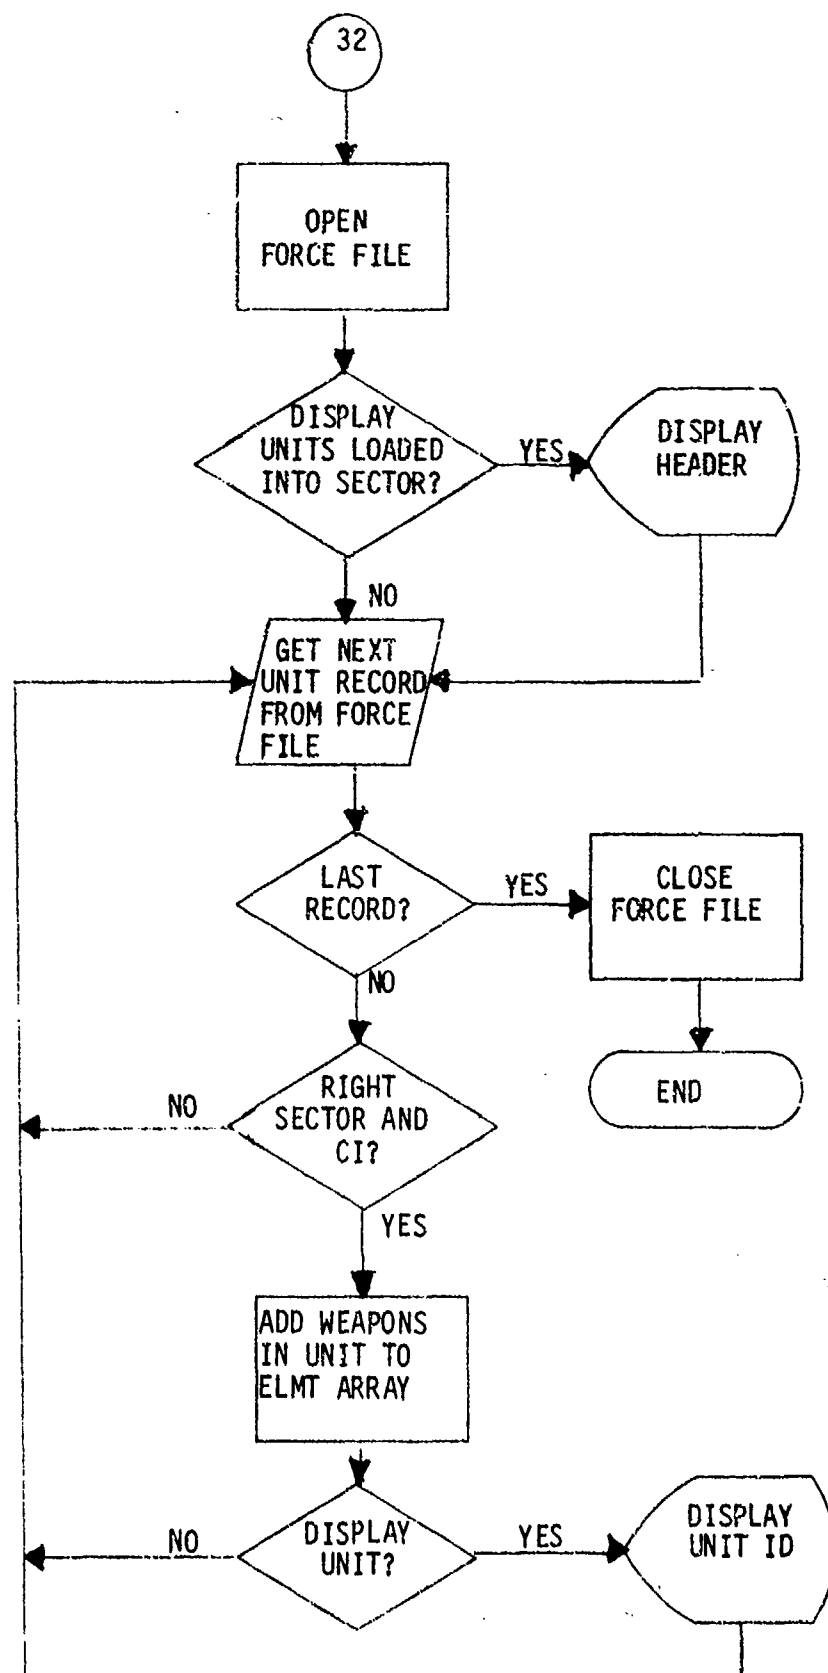 32
OPEN
FORCE FILE
DISPLAY
UNITS LOADED
INTO SECTOR?
YES
DISPLAY
HEADER
NO
GET NEXT
UNIT RECORD
FROM FORCE
FILE
LAST
RECORD?
YES
CLOSE
FORCE FILE
NO
RIGHT
SECTOR AND
CI?
NO
END
YES
ADD WEAPONS
IN UNIT TO
ELMT ARRAY
DISPLAY
UNIT?
NO
YES
DISPLAY
UNIT ID